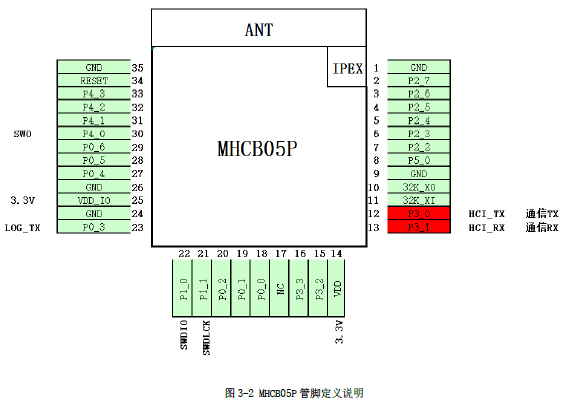 ANT
IPEX
MHCB05P
GND 35
RESET 34
P4_3 33
P4_2 32
P4_1 31
SWO P4_0 30
P0_6 29
P0_5 28
P0_4 27
GND 26
3.3V VDD_IO 25
GND 24
LOG_TX P0_3 23
1 GND
2 P2_7
3 P2_6
4 P2_5
5 P2_4
6 P2_3
7 P2_2
8 P5_0
9 GND
10 32K_XO
11 32K_XI
12 P3_0 HCI_TX 通信TX
13 P3_1 HCI_RX 通信RX
22 21 20 19 18 17 16 15 14
P1_0 P1_1 P0_2 P0_1 P0_0 NC P3_3 P3_2 VDD
SWDIO SWDLCK 3.3V
图 3-2 MHCB05P 管脚定义说明